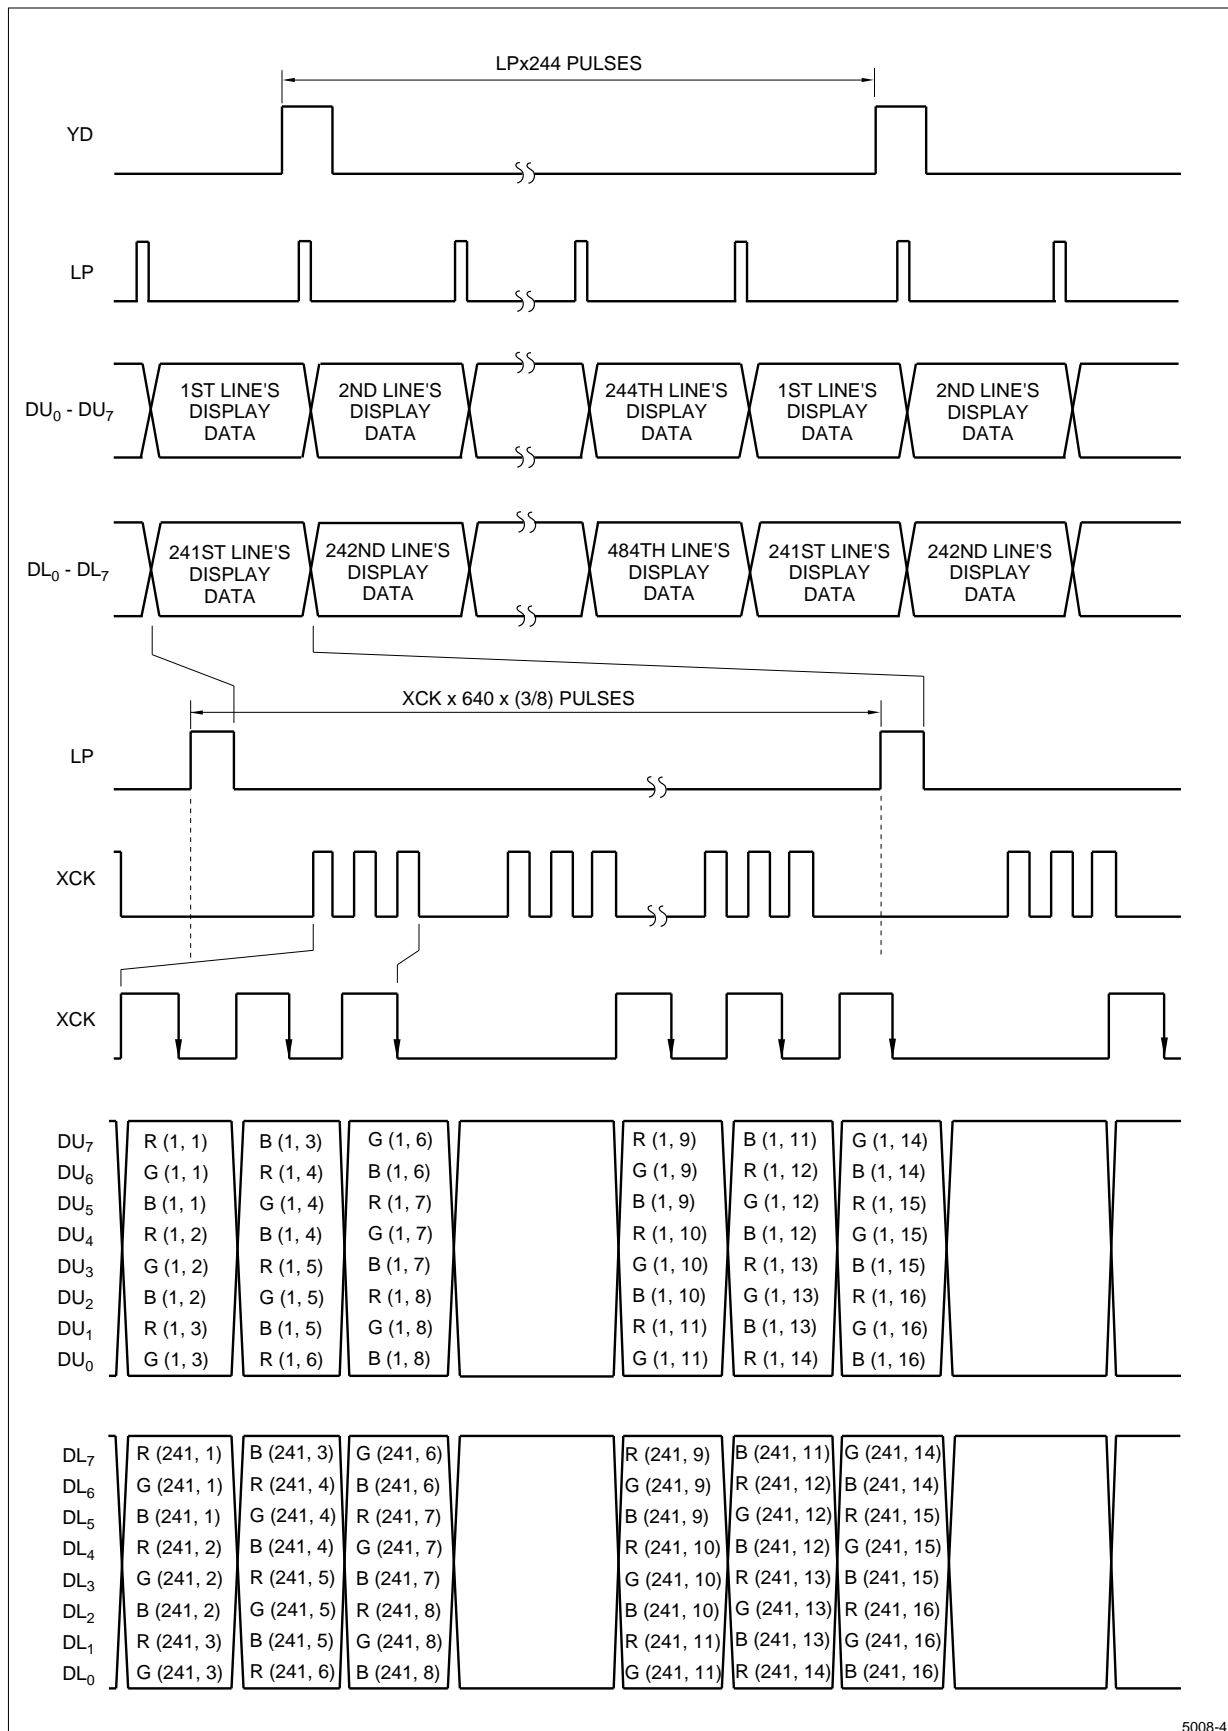 LPx244 PULSES
YD
LP
DU0 - DU7
1ST LINE'S
DISPLAY
DATA
2ND LINE'S
DISPLAY
DATA
244TH LINE'S
DISPLAY
DATA
1ST LINE'S
DISPLAY
DATA
2ND LINE'S
DISPLAY
DATA
DL0 - DL7
241ST LINE'S
DISPLAY
DATA
242ND LINE'S
DISPLAY
DATA
484TH LINE'S
DISPLAY
DATA
241ST LINE'S
DISPLAY
DATA
242ND LINE'S
DISPLAY
DATA
XCK x 640 x (3/8) PULSES
LP
XCK
XCK
DU7 R (1, 1) B (1, 3) G (1, 6) R (1, 9) B (1, 11) G (1, 14)
DU6 G (1, 1) R (1, 4) B (1, 6) G (1, 9) R (1, 12) B (1, 14)
DU5 B (1, 1) G (1, 4) R (1, 7) B (1, 9) G (1, 12) R (1, 15)
DU4 R (1, 2) B (1, 4) G (1, 7) R (1, 10) B (1, 12) G (1, 15)
DU3 G (1, 2) R (1, 5) B (1, 7) G (1, 10) R (1, 13) B (1, 15)
DU2 B (1, 2) G (1, 5) R (1, 8) B (1, 10) G (1, 13) R (1, 16)
DU1 R (1, 3) B (1, 5) G (1, 8) R (1, 11) B (1, 13) G (1, 16)
DU0 G (1, 3) R (1, 6) B (1, 8) G (1, 11) R (1, 14) B (1, 16)
DL7 R (241, 1) B (241, 3) G (241, 6) R (241, 9) B (241, 11) G (241, 14)
DL6 G (241, 1) R (241, 4) B (241, 6) G (241, 9) R (241, 12) B (241, 14)
DL5 B (241, 1) G (241, 4) R (241, 7) B (241, 9) G (241, 12) R (241, 15)
DL4 R (241, 2) B (241, 4) G (241, 7) R (241, 10) B (241, 12) G (241, 15)
DL3 G (241, 2) R (241, 5) B (241, 7) G (241, 10) R (241, 13) B (241, 15)
DL2 B (241, 2) G (241, 5) R (241, 8) B (241, 10) G (241, 13) R (241, 16)
DL1 R (241, 3) B (241, 5) G (241, 8) R (241, 11) B (241, 13) G (241, 16)
DL0 G (241, 3) R (241, 6) B (241, 8) G (241, 11) R (241, 14) B (241, 16)
5008-4